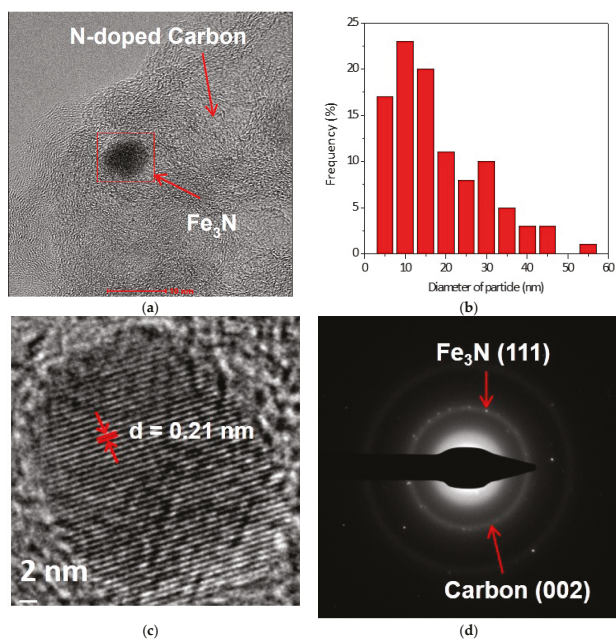 N-doped Carbon
Fe₃N
(a)
25
20
15
10
5
0
Frequency (%)
0 10 20 30 40 50 60
Diameter of particle (nm)
(b)
d = 0.21 nm
2 nm
(c)
Fe₃N (111)
Carbon (002)
(d)